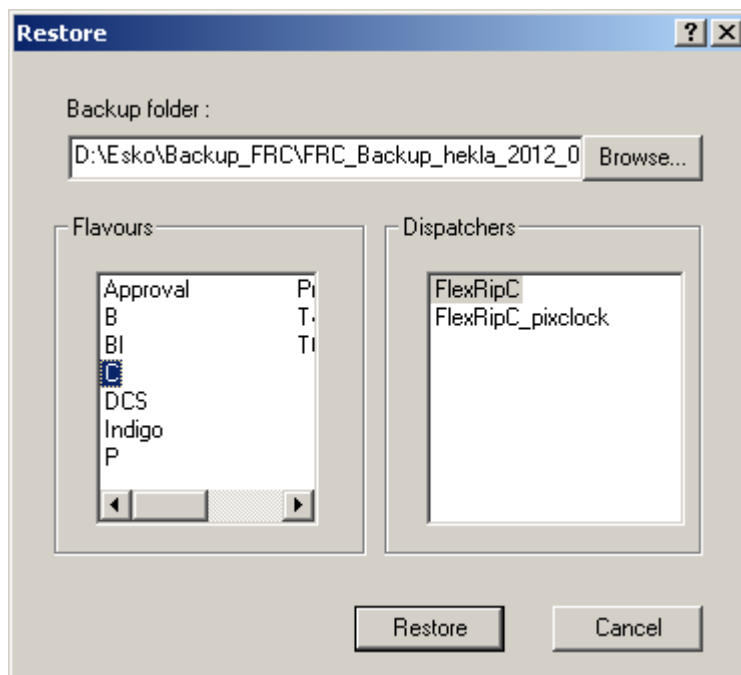 Restore
Backup folder :
D:\Esko\Backup_FRC\FRC_Backup_hekla_2012_0
Browse...
Flavours
Approval
B
BI
C
DCS
Indigo
P
Dispatchers
FlexRipC
FlexRipC_pixclock
Restore
Cancel